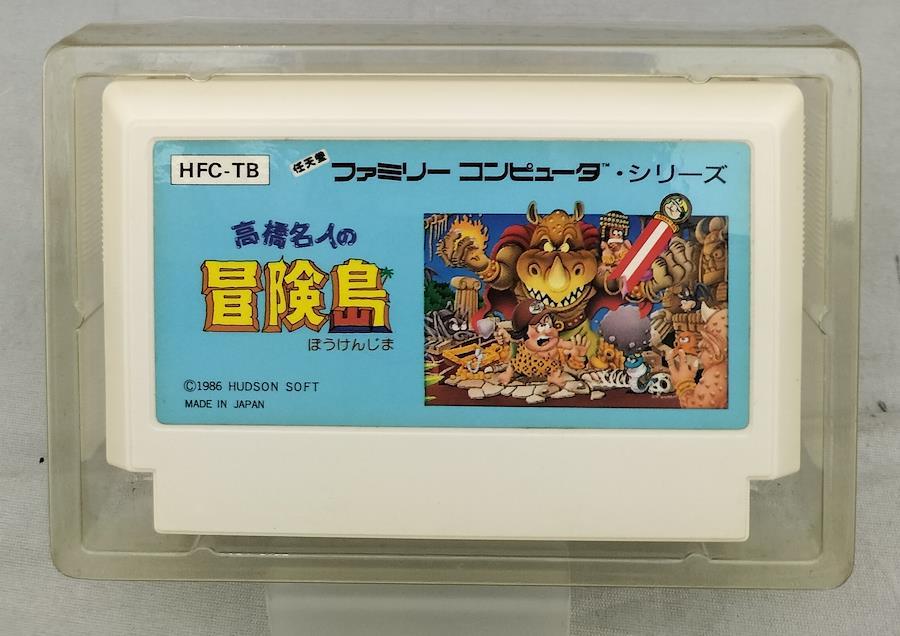 HFC-TB 任天堂 ファミリー コンピュータ™・シリーズ
高橋名人の
冒険島
ぼうけんじま
©1986 HUDSON SOFT
MADE IN JAPAN